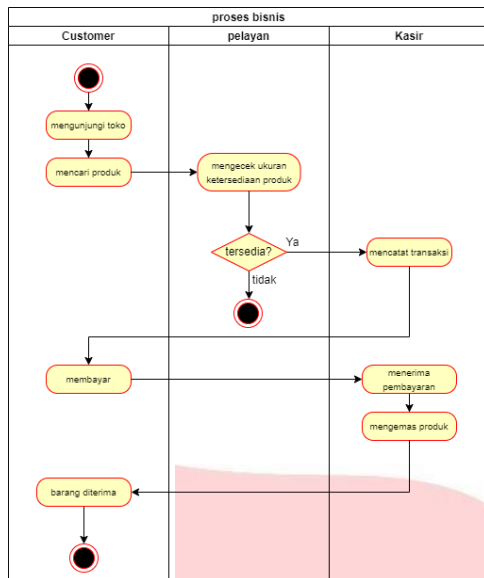 proses bisnis
Customer
pelayan
Kasir
mengunjungi toko
mencari produk
mengecek ukuran
ketersediaan produk
tersedia?
Ya
tidak
mencatat transaksi
membayar
menerima
pembayaran
mengemas produk
barang diterima